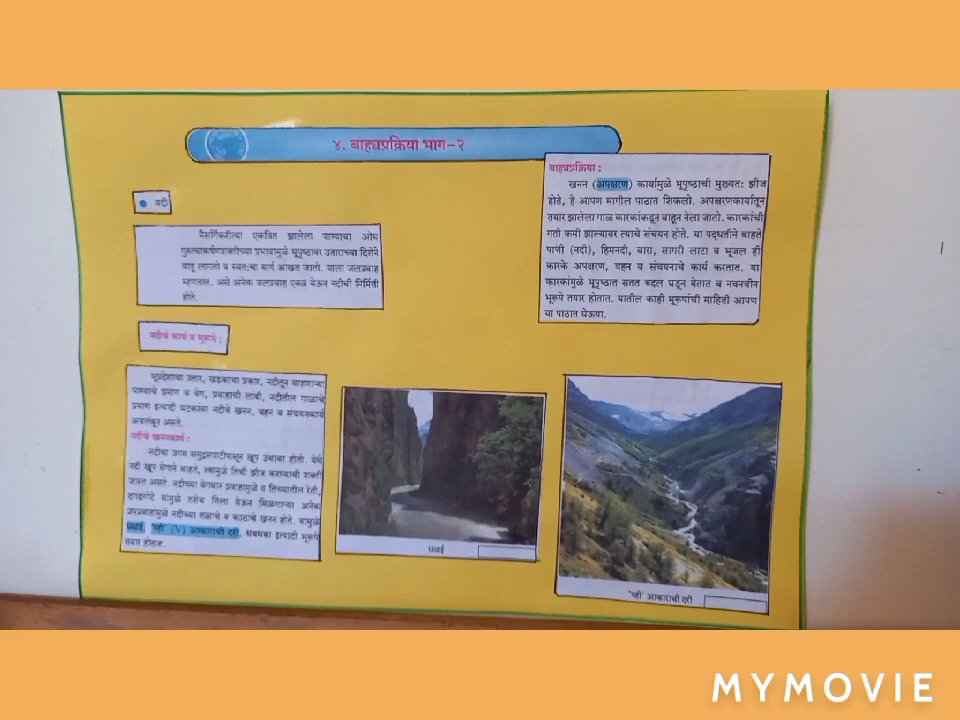 ४. बाह्यप्रक्रिया भाग-२
नदी
नैसर्गिकरीत्या एकत्रित झालेला पाण्याचा ओघ
गुरुत्वाकर्षणशक्तीच्या प्रभावामुळे भूपृष्ठावर उताराच्या दिशेने
वाहू लागतो व स्वतःचा मार्ग आखत जातो. याला जलप्रवाह
म्हणतात. असे अनेक जलप्रवाह एकत्र येऊन नदीची निर्मिती
होते.
नदीचे कार्य व भूरूपे :
भूप्रदेशाचा उतार, खडकाचा प्रकार, नदीतून वाहणाऱ्या
पाण्याचे प्रमाण व वेग, प्रवाहाची लांबी, नदीतील गाळाचे
प्रमाण इत्यादी घटकांवर नदीचे खनन, वहन व संचयनकार्य
अवलंबून असते.
नदीचे खननकार्य :
नदीचा उगम समुद्रसपाटीपासून खूप उंचावर होतो. येथे
नदी खूप वेगाने वाहते, त्यामुळे तिची झीज करण्याची शक्ती
जास्त असते. नदीच्या वेगवान प्रवाहामुळे व तिच्यातील रेती,
दगडगोटे यांमुळे तसेच तिला येऊन मिळणाऱ्या अनेक
उपप्रवाहांमुळे नदीच्या तळाचे व काठाचे खनन होते. यामुळे
घळई, 'व्ही' (V) आकाराची दरी, धबधबा इत्यादी भूरूपे
तयार होतात.
बाह्यप्रक्रिया :
खनन (अपक्षरण) कार्यामुळे भूपृष्ठाची मुख्यतः झीज
होते, हे आपण मागील पाठात शिकलो. अपक्षरणकार्यातून
तयार झालेला गाळ कारकांकडून वाहून नेला जातो. कारकांची
गती कमी झाल्यावर त्याचे संचयन होते. या पद्धतीने वाहते
पाणी (नदी), हिमनदी, वारा, सागरी लाटा व भूजल ही
कारके अपक्षरण, वहन व संचयनाचे कार्य करतात. या
कारकांमुळे भूपृष्ठात सतत बदल घडून येतात व नवनवीन
भूरूपे तयार होतात. यातील काही भूरूपांची माहिती आपण
या पाठात घेऊया.
घळई
'व्ही' आकाराची दरी
MYMOVIE